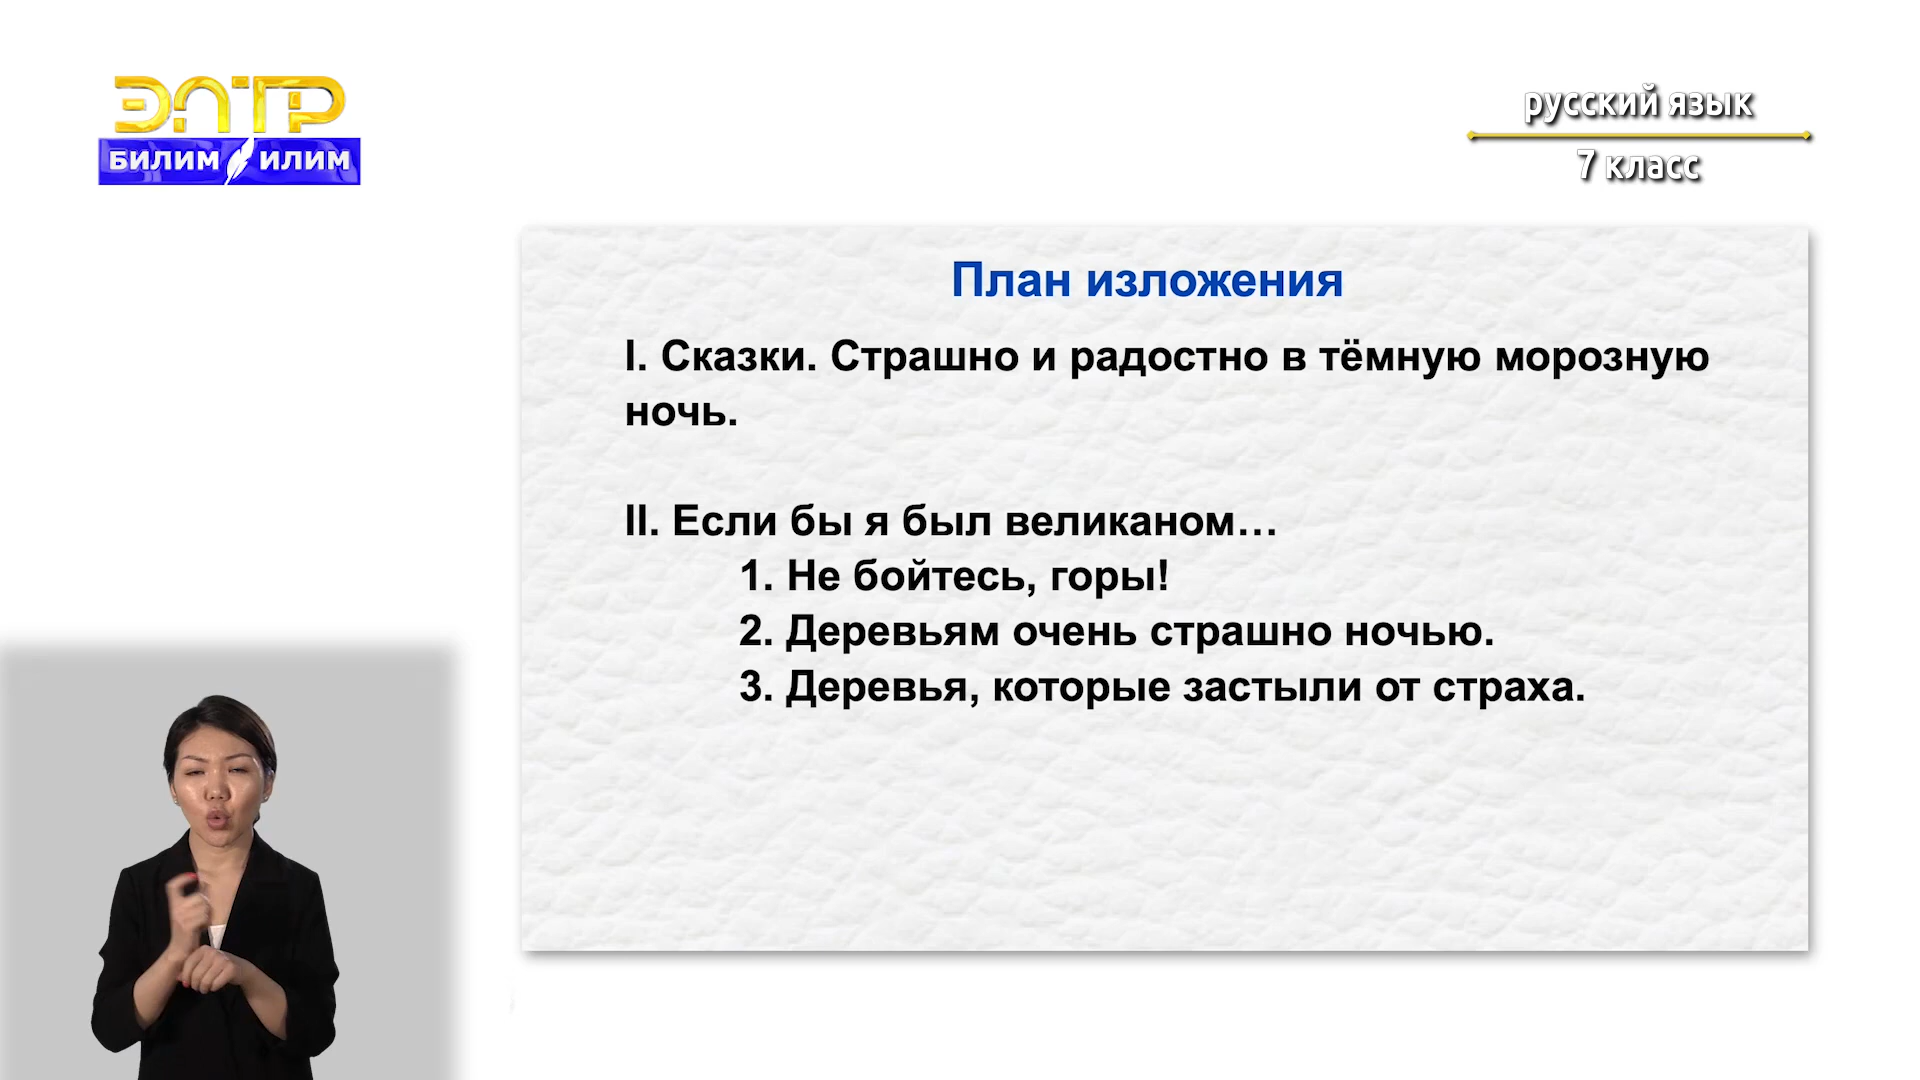 ЭЛТР
БИЛИМ ИЛИМ
русский язык
7 класс
План изложения
I. Сказки. Страшно и радостно в тёмную морозную
ночь.
II. Если бы я был великаном…
1. Не бойтесь, горы!
2. Деревьям очень страшно ночью.
3. Деревья, которые застыли от страха.